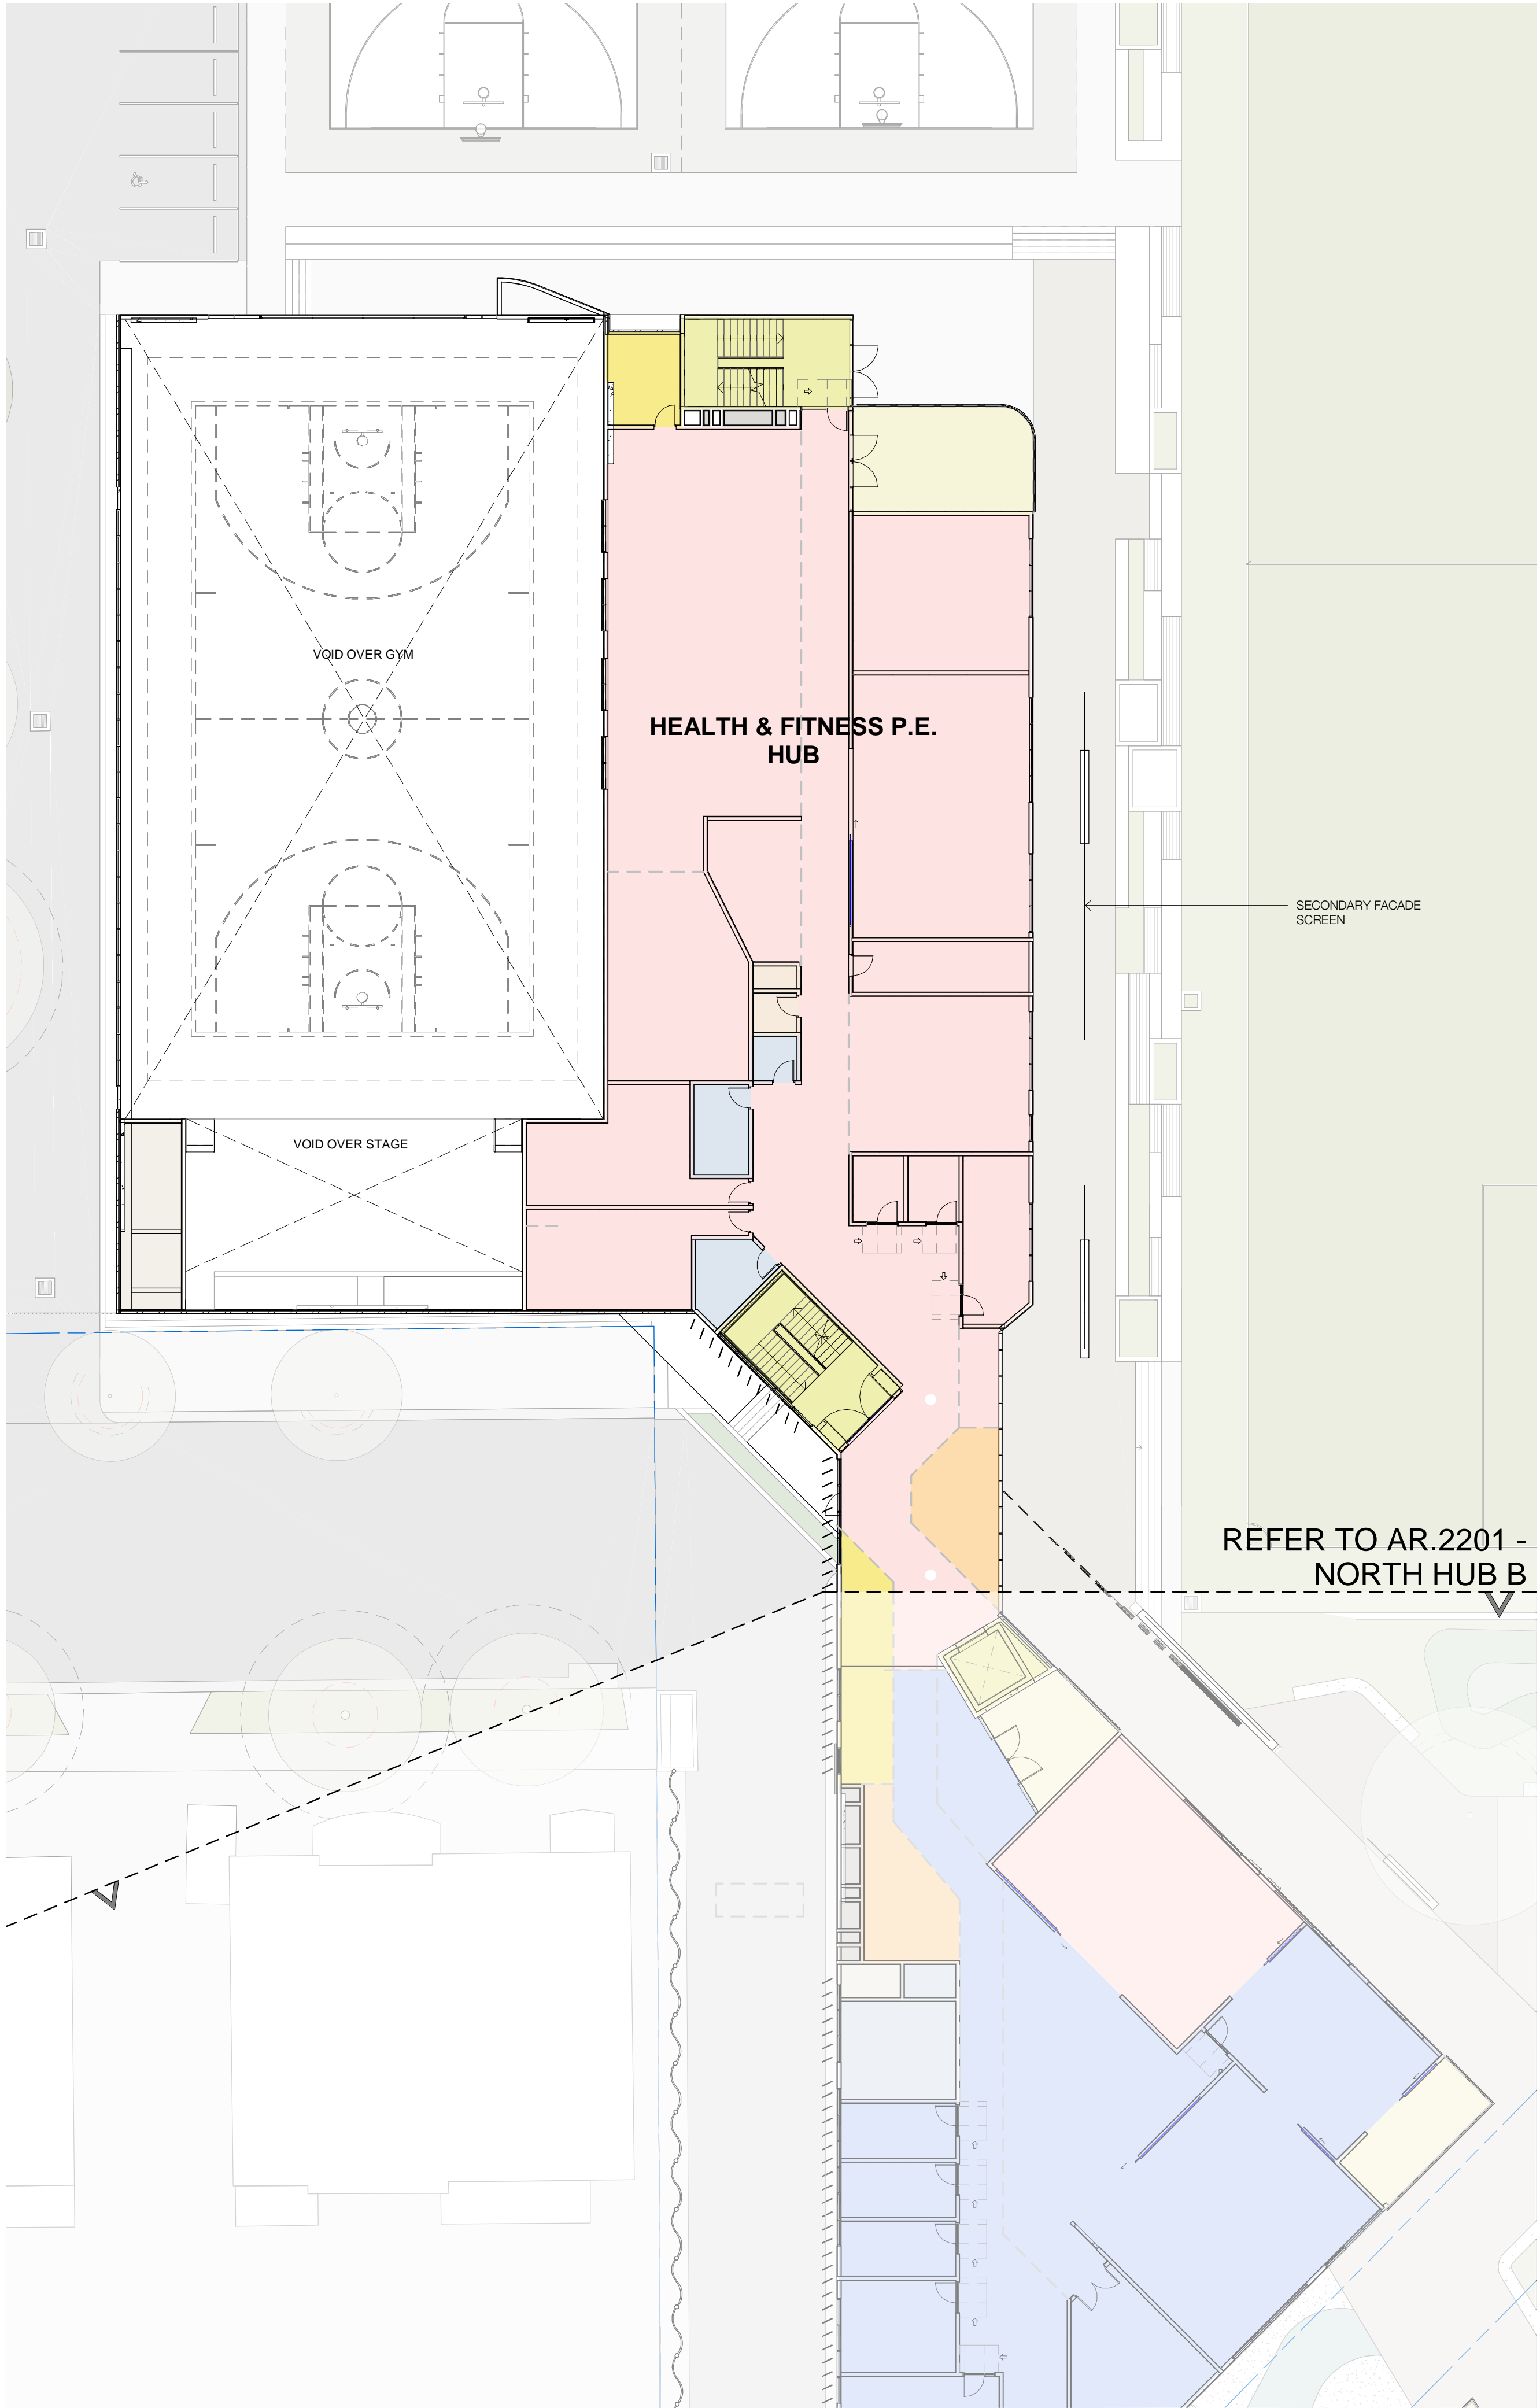 VOID OVER GYM
HEALTH & FITNESS P.E.
HUB
SECONDARY FACADE
SCREEN
VOID OVER STAGE
REFER TO AR.2201 -
NORTH HUB B